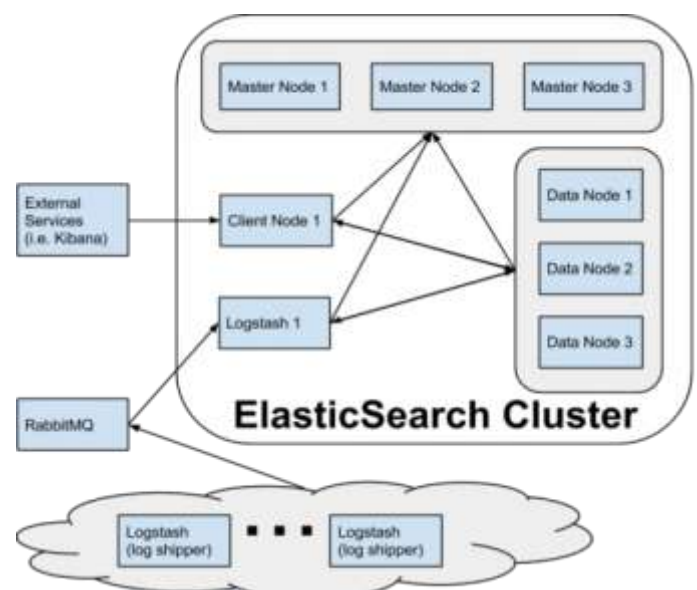 Master Node 1
Master Node 2
Master Node 3
External
Services
(i.e. Kibana)
Client Node 1
Data Node 1
Data Node 2
Data Node 3
Logstash 1
RabbitMQ
ElasticSearch Cluster
Logstash
(log shipper)
Logstash
(log shipper)